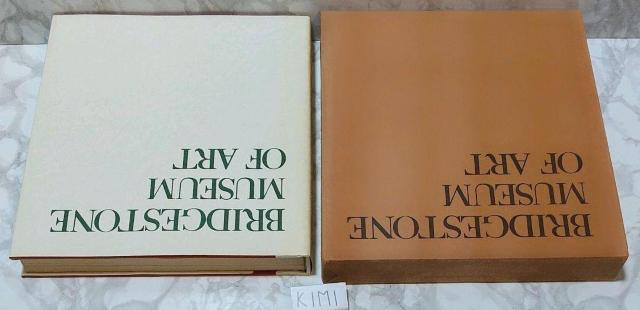 BRIDGESTONE
MUSEUM
OF ART
BRIDGESTONE
MUSEUM
OF ART
KIMI